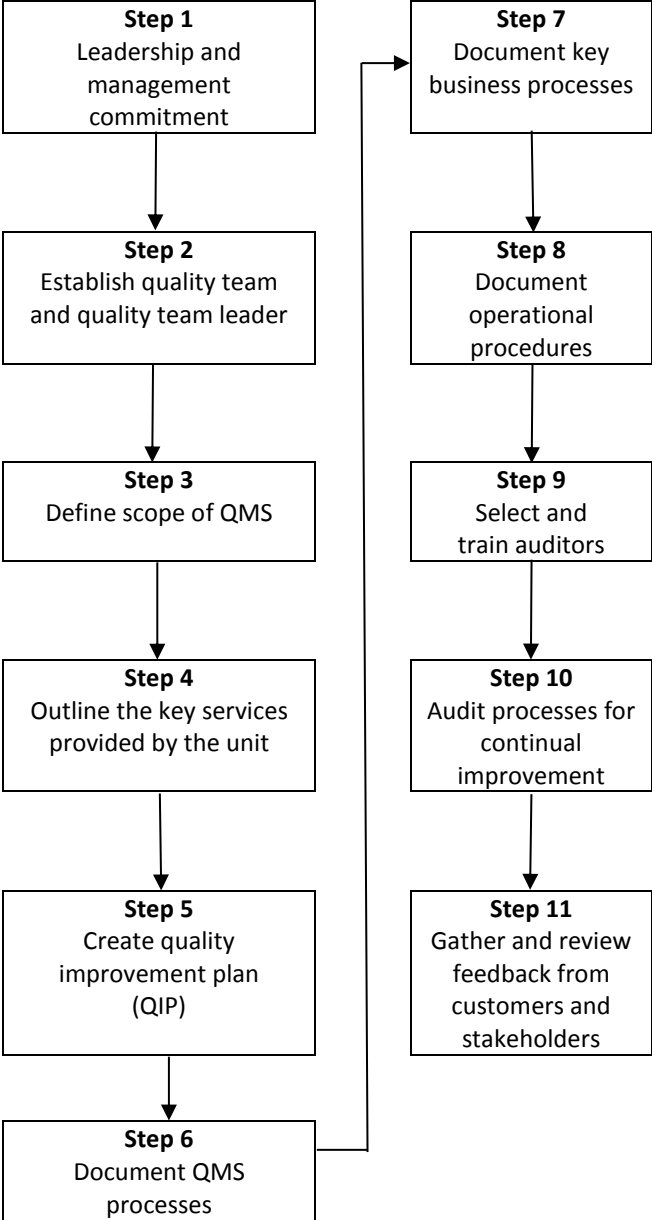 Step 1
Leadership and
management
commitment
Step 2
Establish quality team
and quality team leader
Step 3
Define scope of QMS
Step 4
Outline the key services
provided by the unit
Step 5
Create quality
improvement plan
(QIP)
Step 6
Document QMS
processes
Step 7
Document key
business processes
Step 8
Document
operational
procedures
Step 9
Select and
train auditors
Step 10
Audit processes for
continual
improvement
Step 11
Gather and review
feedback from
customers and
stakeholders